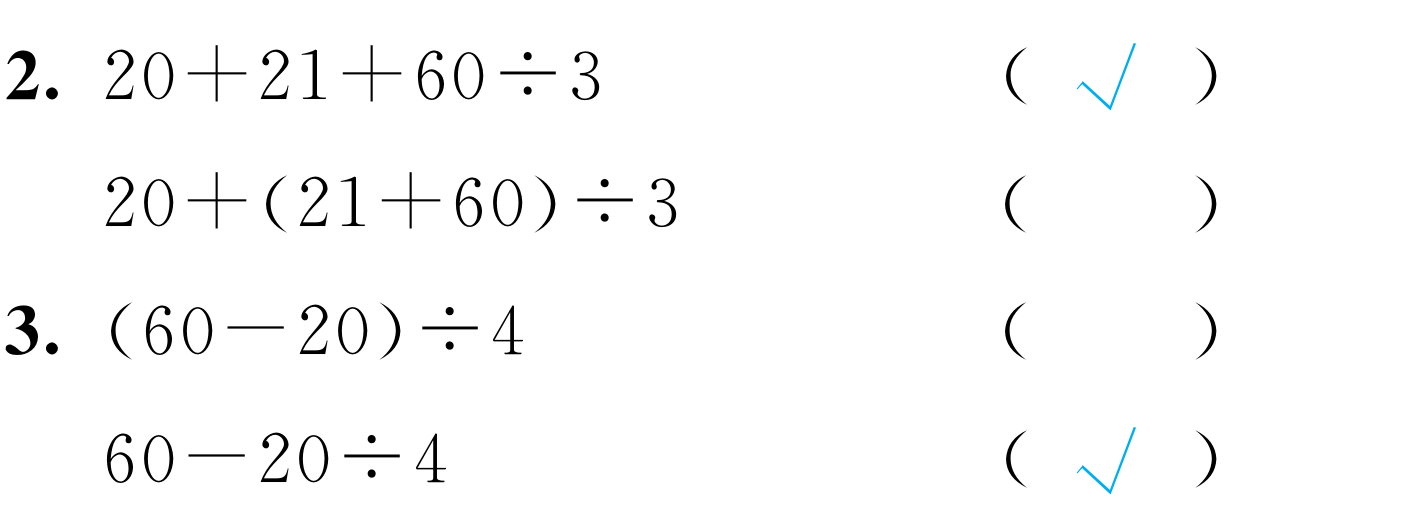 2. 20+21+60÷3 ( √ )
20+(21+60)÷3 ( )
3. (60-20)÷4 ( )
60-20÷4 ( √ )